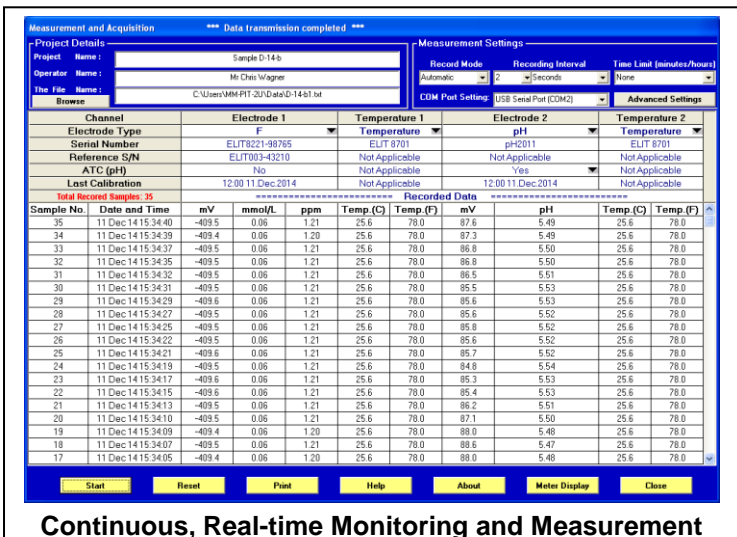 Measurement and Acquisition *** Data transmission completed ***
Project Details
Project Name : Sample D-14-b
Operator Name : Mr Chris Wagner
The File Name : C:\Users\MM-PIT-2U\Data\D-14-b1.txt
Browse
Measurement Settings
Record Mode Recording Interval Time Limit (minutes/hours)
Automatic 2 Seconds None
COM Port Setting: USB Serial Port (COM2) Advanced Settings
Channel Electrode 1 Temperature 1 Electrode 2 Temperature 2
Electrode Type F Temperature pH Temperature
Serial Number ELIT8221-98765 ELIT 8701 pH2011 ELIT 8701
Reference S/N ELIT003-43210 Not Applicable Not Applicable Not Applicable
ATC (pH) No Not Applicable Yes Not Applicable
Last Calibration 12:00 11.Dec.2014 Not Applicable 12:00 11.Dec.2014 Not Applicable
Total Recored Samples: 35 ======================== Recorded Data ========================
Sample No. Date and Time mV mmol/L ppm Temp.(C) Temp.(F) mV pH Temp.(C) Temp.(F)
35 11 Dec 14 15:34:40 -409.5 0.06 1.21 25.6 78.0 87.6 5.49 25.6 78.0
34 11 Dec 14 15:34:39 -409.4 0.06 1.20 25.6 78.0 87.3 5.49 25.6 78.0
33 11 Dec 14 15:34:37 -409.5 0.06 1.21 25.6 78.0 86.8 5.50 25.6 78.0
32 11 Dec 14 15:34:35 -409.5 0.06 1.21 25.6 78.0 86.8 5.50 25.6 78.0
31 11 Dec 14 15:34:32 -409.5 0.06 1.21 25.6 78.0 86.5 5.51 25.6 78.0
30 11 Dec 14 15:34:31 -409.5 0.06 1.21 25.6 78.0 85.5 5.53 25.6 78.0
29 11 Dec 14 15:34:29 -409.6 0.06 1.21 25.6 78.0 85.6 5.53 25.6 78.0
28 11 Dec 14 15:34:27 -409.5 0.06 1.21 25.6 78.0 85.6 5.52 25.6 78.0
27 11 Dec 14 15:34:25 -409.5 0.06 1.21 25.6 78.0 85.8 5.52 25.6 78.0
26 11 Dec 14 15:34:22 -409.5 0.06 1.21 25.6 78.0 85.6 5.52 25.6 78.0
25 11 Dec 14 15:34:21 -409.6 0.06 1.21 25.6 78.0 85.7 5.52 25.6 78.0
24 11 Dec 14 15:34:19 -409.5 0.06 1.21 25.6 78.0 84.8 5.54 25.6 78.0
23 11 Dec 14 15:34:17 -409.6 0.06 1.21 25.6 78.0 85.3 5.53 25.6 78.0
22 11 Dec 14 15:34:15 -409.6 0.06 1.21 25.6 78.0 85.4 5.53 25.6 78.0
21 11 Dec 14 15:34:13 -409.5 0.06 1.21 25.6 78.0 86.2 5.51 25.6 78.0
20 11 Dec 14 15:34:10 -409.5 0.06 1.21 25.6 78.0 87.1 5.50 25.6 78.0
19 11 Dec 14 15:34:09 -409.4 0.06 1.20 25.6 78.0 88.0 5.48 25.6 78.0
18 11 Dec 14 15:34:07 -409.5 0.06 1.21 25.6 78.0 88.6 5.47 25.6 78.0
17 11 Dec 14 15:34:05 -409.4 0.06 1.20 25.6 78.0 88.0 5.48 25.6 78.0
Start Reset Print Help About Meter Display Close
Continuous, Real-time Monitoring and Measurement